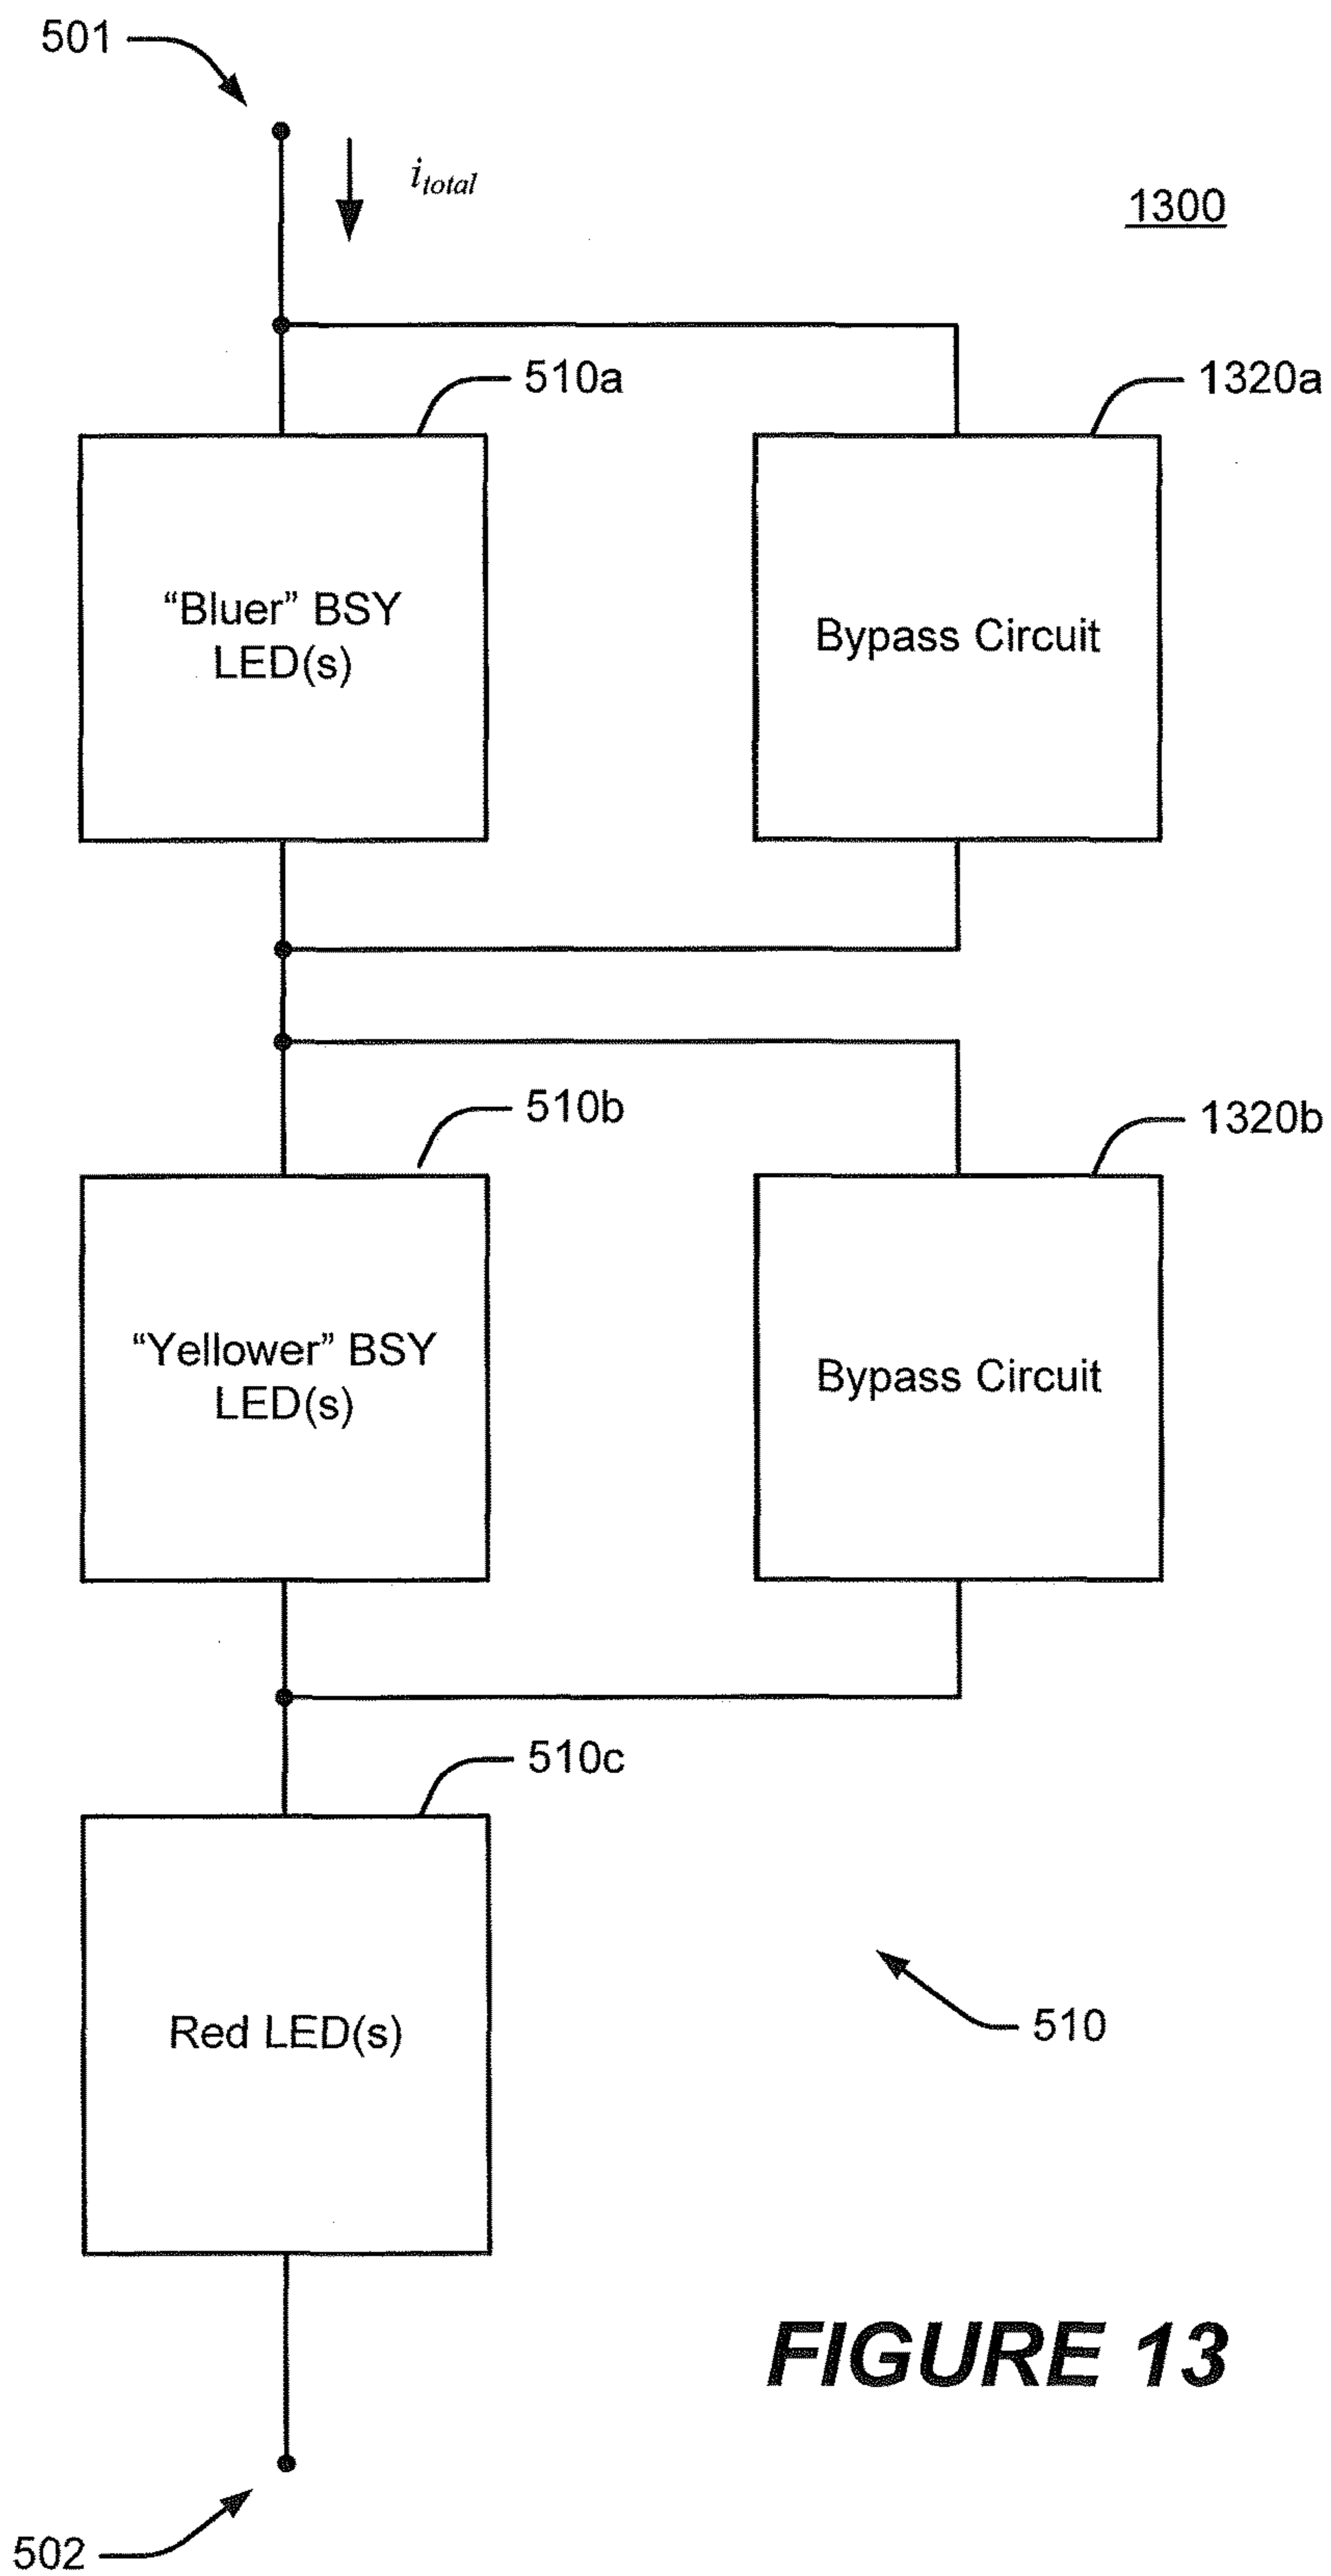 501
i_total
1300
510a
1320a
“Bluer” BSY
LED(s)
Bypass Circuit
510b
1320b
“Yellower” BSY
LED(s)
Bypass Circuit
510c
Red LED(s)
510
FIGURE 13
502